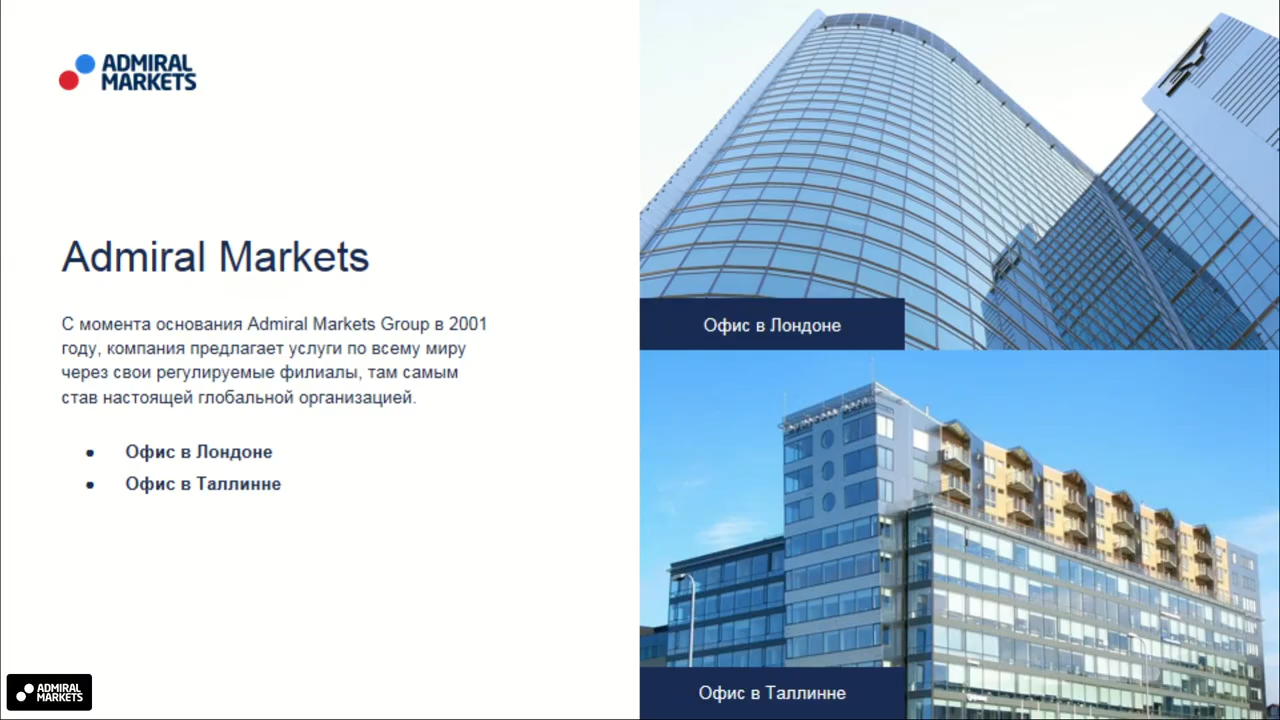 ADMIRAL
MARKETS
Admiral Markets
С момента основания Admiral Markets Group в 2001
году, компания предлагает услуги по всему миру
через свои регулируемые филиалы, там самым
став настоящей глобальной организацией.
• Офис в Лондоне
• Офис в Таллинне
Офис в Лондоне
Офис в Таллинне
ADMIRAL
MARKETS